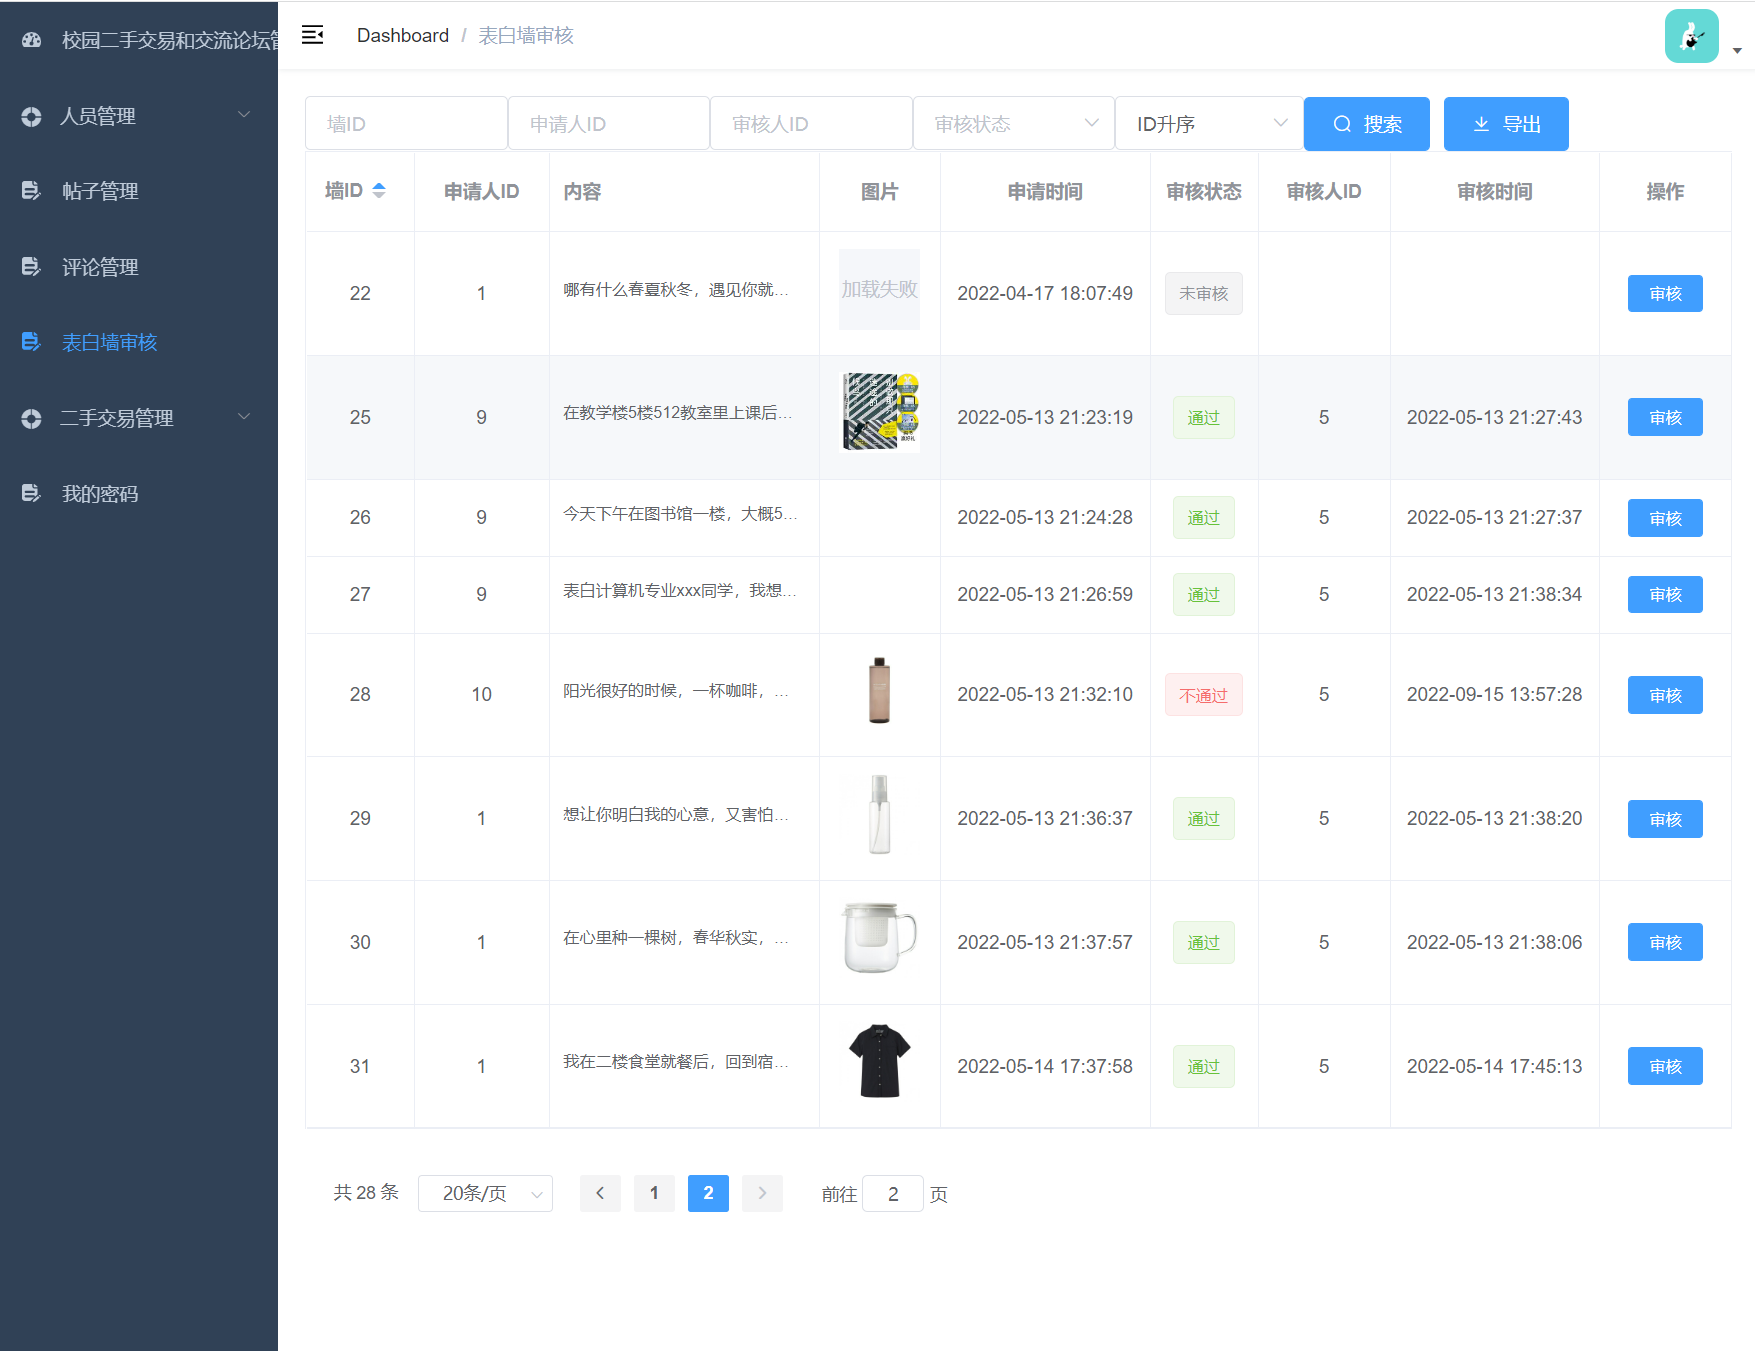 校园二手交易和交流论坛管
人员管理
帖子管理
评论管理
表白墙审核
二手交易管理
我的密码
Dashboard / 表白墙审核
墙ID 申请人ID 审核人ID 审核状态 ID升序 搜索 导出
墙ID 申请人ID 内容 图片 申请时间 审核状态 审核人ID 审核时间 操作
22 1 哪有什么春夏秋冬，遇见你就... 加载失败 2022-04-17 18:07:49 未审核 审核
25 9 在教学楼5楼512教室里上课后... 2022-05-13 21:23:19 通过 5 2022-05-13 21:27:43 审核
26 9 今天下午在图书馆一楼，大概5... 2022-05-13 21:24:28 通过 5 2022-05-13 21:27:37 审核
27 9 表白计算机专业xxx同学，我想... 2022-05-13 21:26:59 通过 5 2022-05-13 21:38:34 审核
28 10 阳光很好的时候，一杯咖啡，... 2022-05-13 21:32:10 不通过 5 2022-09-15 13:57:28 审核
29 1 想让你明白我的心意，又害怕... 2022-05-13 21:36:37 通过 5 2022-05-13 21:38:20 审核
30 1 在心里种一棵树，春华秋实，... 2022-05-13 21:37:57 通过 5 2022-05-13 21:38:06 审核
31 1 我在二楼食堂就餐后，回到宿... 2022-05-14 17:37:58 通过 5 2022-05-14 17:45:13 审核
共 28 条 20条/页 1 2 前往 2 页